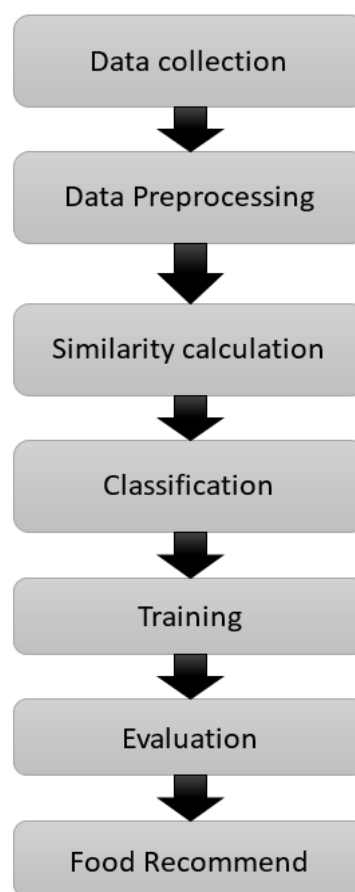 Data collection
Data Preprocessing
Similarity calculation
Classification
Training
Evaluation
Food Recommend